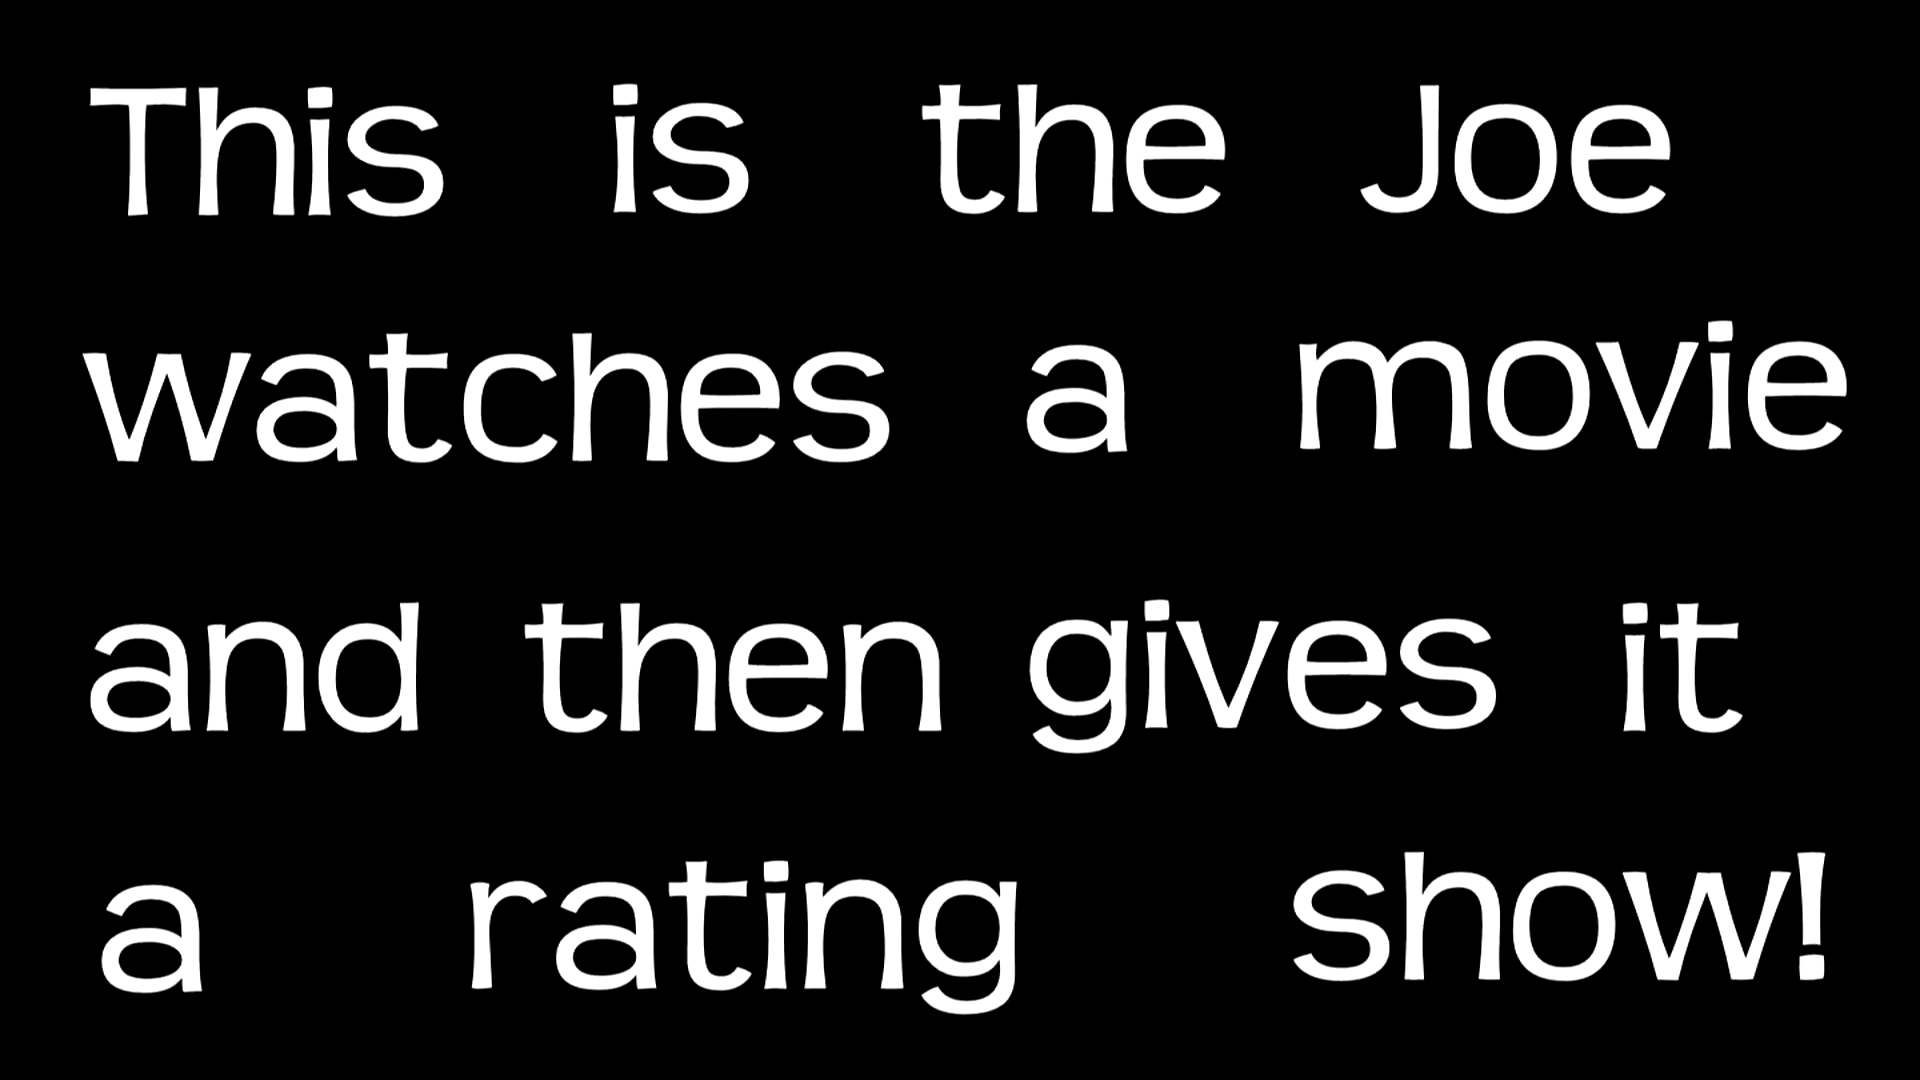 This is the Joe
watches a movie
and then gives it
a rating show!